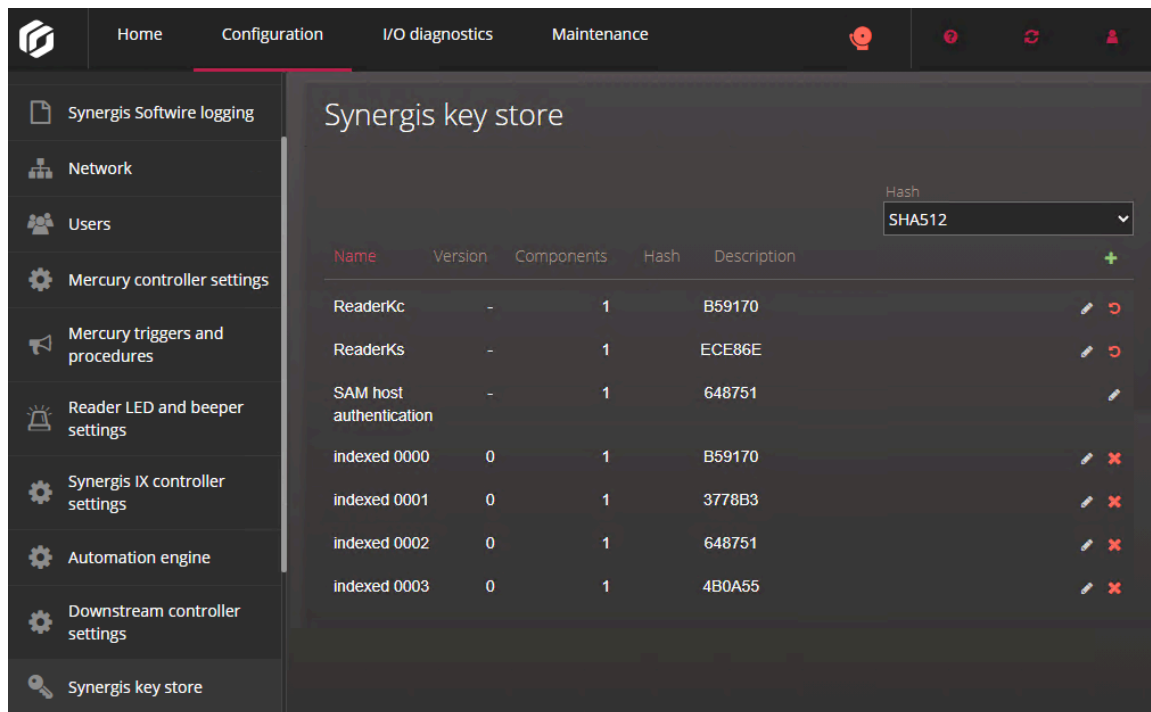 Home Configuration I/O diagnostics Maintenance
Synergis Softwire logging
Network
Users
Mercury controller settings
Mercury triggers and
procedures
Reader LED and beeper
settings
Synergis IX controller
settings
Automation engine
Downstream controller
settings
Synergis key store
Synergis key store
Hash
SHA512
Name Version Components Hash Description
ReaderKc - 1 B59170
ReaderKs - 1 ECE86E
SAM host - 1 648751
authentication
indexed 0000 0 1 B59170
indexed 0001 0 1 3778B3
indexed 0002 0 1 648751
indexed 0003 0 1 4B0A55